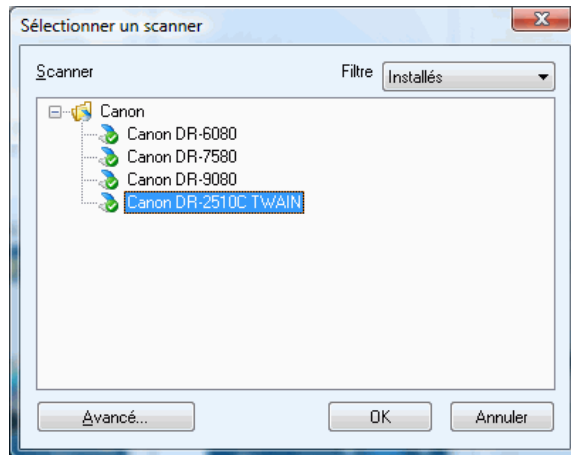 Sélectionner un scanner
Scanner Filtre Installés
Canon
Canon DR-6080
Canon DR-7580
Canon DR-9080
Canon DR-2510C TWAIN
Avancé... OK Annuler